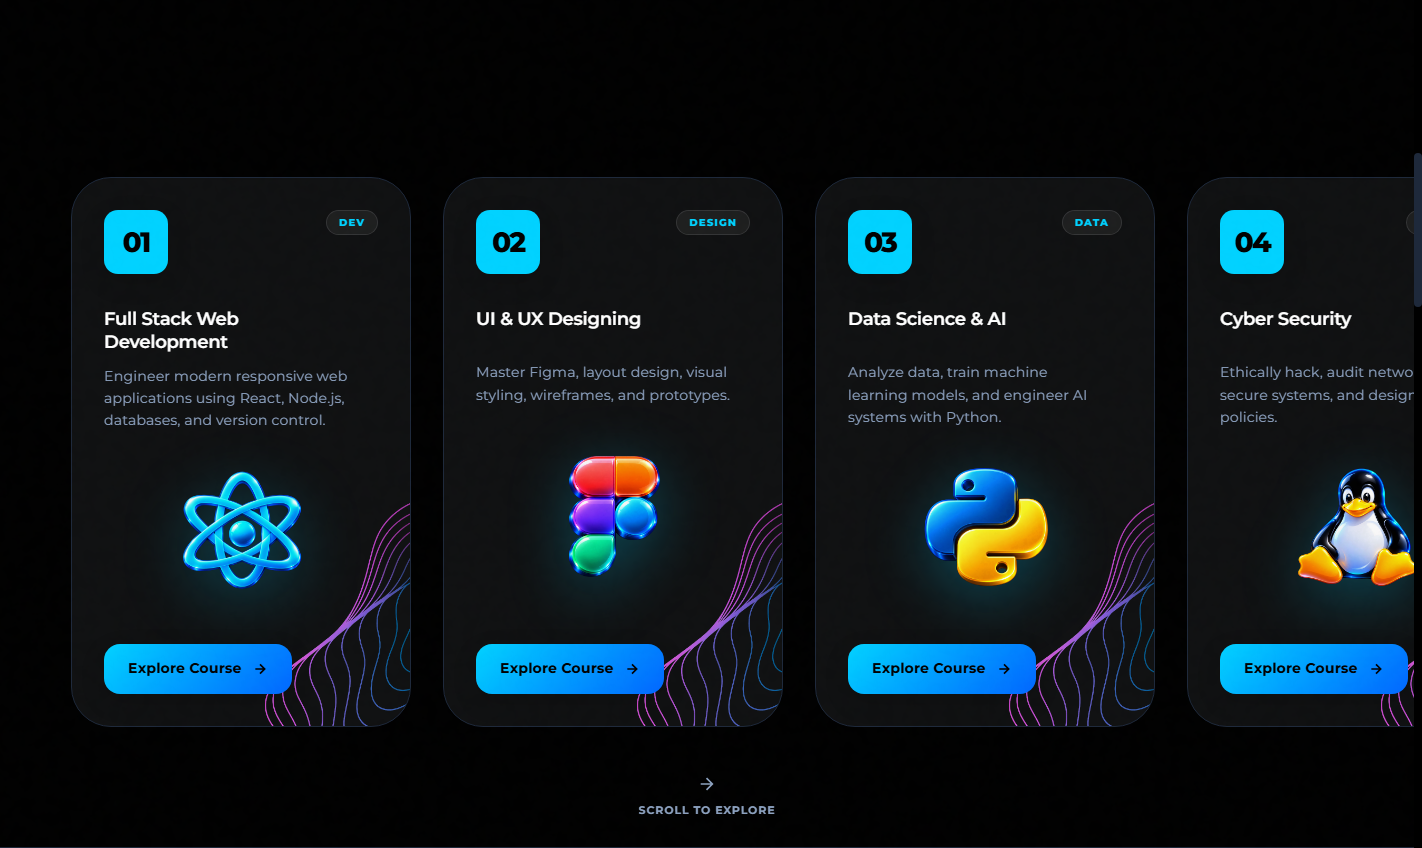 01
DEV
Full Stack Web
Development
Engineer modern responsive web
applications using React, Node.js,
databases, and version control.
Explore Course →
02
DESIGN
UI & UX Designing
Master Figma, layout design, visual
styling, wireframes, and prototypes.
Explore Course →
03
DATA
Data Science & AI
Analyze data, train machine
learning models, and engineer AI
systems with Python.
Explore Course →
04
Cyber Security
Ethically hack, audit netwo
secure systems, and design
policies.
Explore Course →
→
SCROLL TO EXPLORE